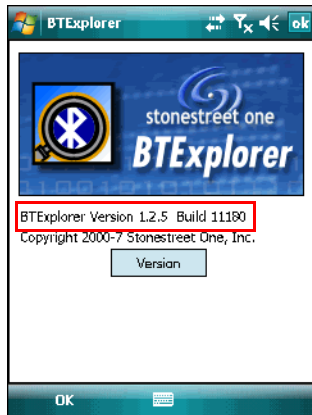 BTExplorer ok
stonestreet one
BTExplorer
BTExplorer Version 1.2.5 Build 11180
Copyright 2000-7 Stonestreet One, Inc.
Version
OK